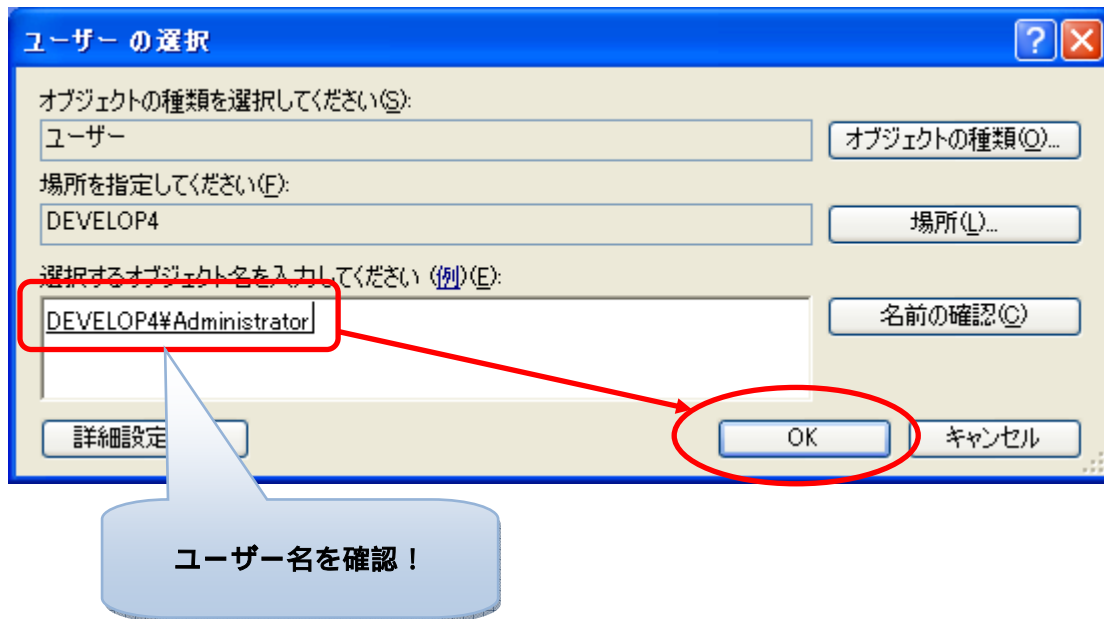 ユーザー の選択
オブジェクトの種類を選択してください(S):
ユーザー
オブジェクトの種類(O)...
場所を指定してください(F):
DEVELOP4
場所(L)...
選択するオブジェクト名を入力してください (例)(E):
DEVELOP4¥Administrator
名前の確認(C)
詳細設定
OK
キャンセル
ユーザー名を確認！